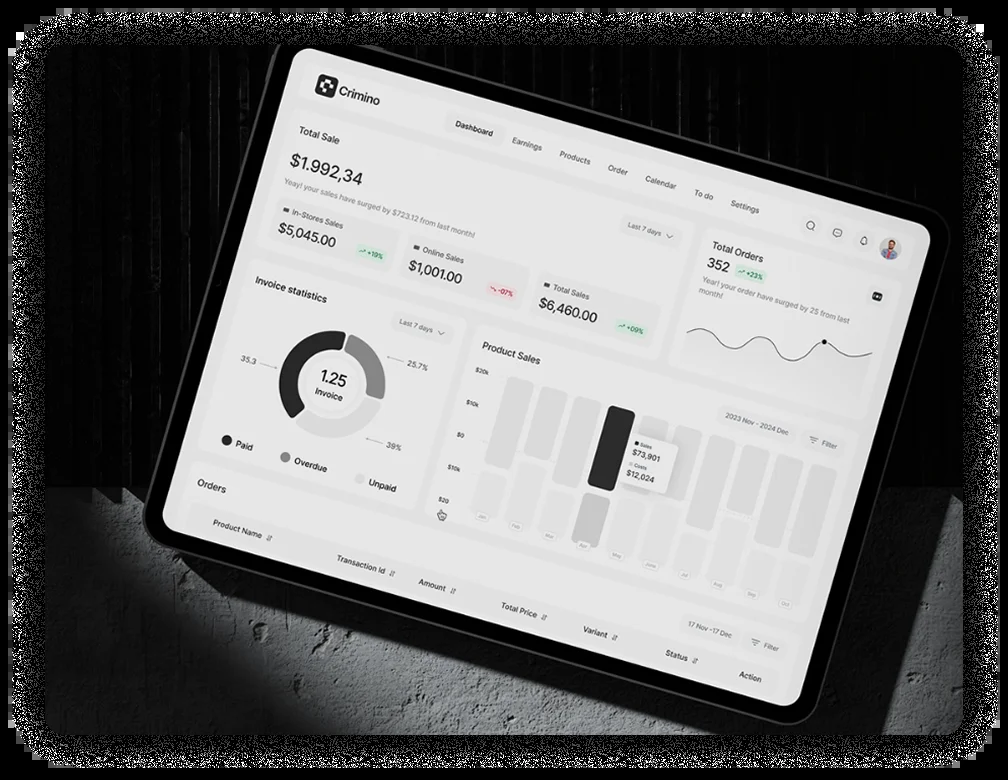 Crimino
Dashboard
Earnings
Products
Order
Calendar
To do
Settings
Total Sale
$1.992,34
Yeay! your sales have surged by $723.12 from last month!
Last 7 days
In-Stores Sales
$5,045.00
+19%
Online Sales
$1,001.00
-07%
Total Sales
$6,460.00
+09%
Total Orders
352
+23%
Year! your order have surged by 25 from last
month!
Invoice statistics
Last 7 days
35.3
25.7%
1.25
Invoice
39%
Paid
Overdue
Unpaid
Product Sales
2023 Nov - 2024 Dec
Filter
$20k
$10k
$0
$10k
$20
Sales
$73,901
Costs
$12,024
Jan
Feb
Mar
Apr
May
June
Jul
Aug
Sep
Oct
Orders
17 Nov -17 Dec
Filter
Product Name
Transaction Id
Amount
Total Price
Variant
Status
Action